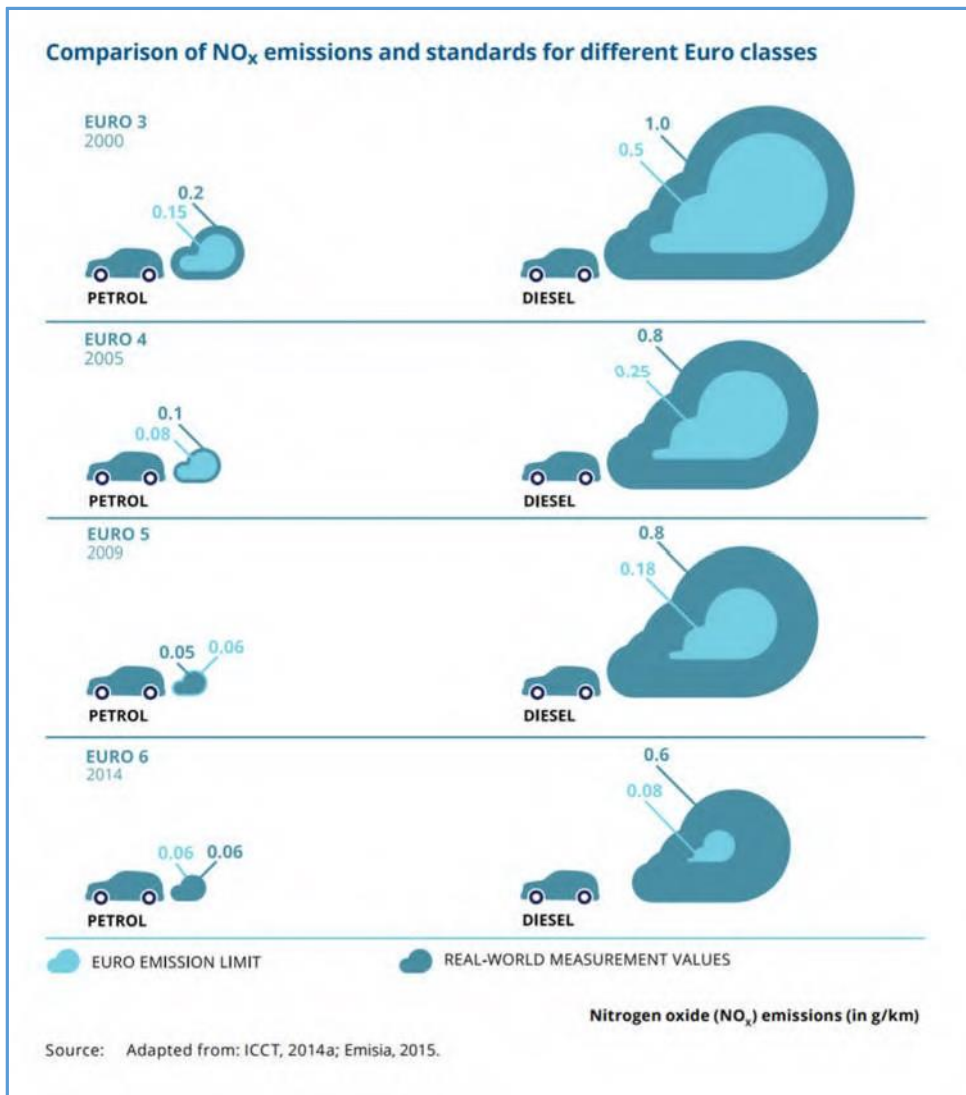 Comparison of NOx emissions and standards for different Euro classes
EURO 3
2000
0.2
0.15
PETROL
1.0
0.5
DIESEL
EURO 4
2005
0.1
0.08
PETROL
0.8
0.25
DIESEL
EURO 5
2009
0.05 0.06
PETROL
0.8
0.18
DIESEL
EURO 6
2014
0.06 0.06
PETROL
0.6
0.08
DIESEL
EURO EMISSION LIMIT
REAL-WORLD MEASUREMENT VALUES
Nitrogen oxide (NOx) emissions (in g/km)
Source: Adapted from: ICCT, 2014a; Emisia, 2015.